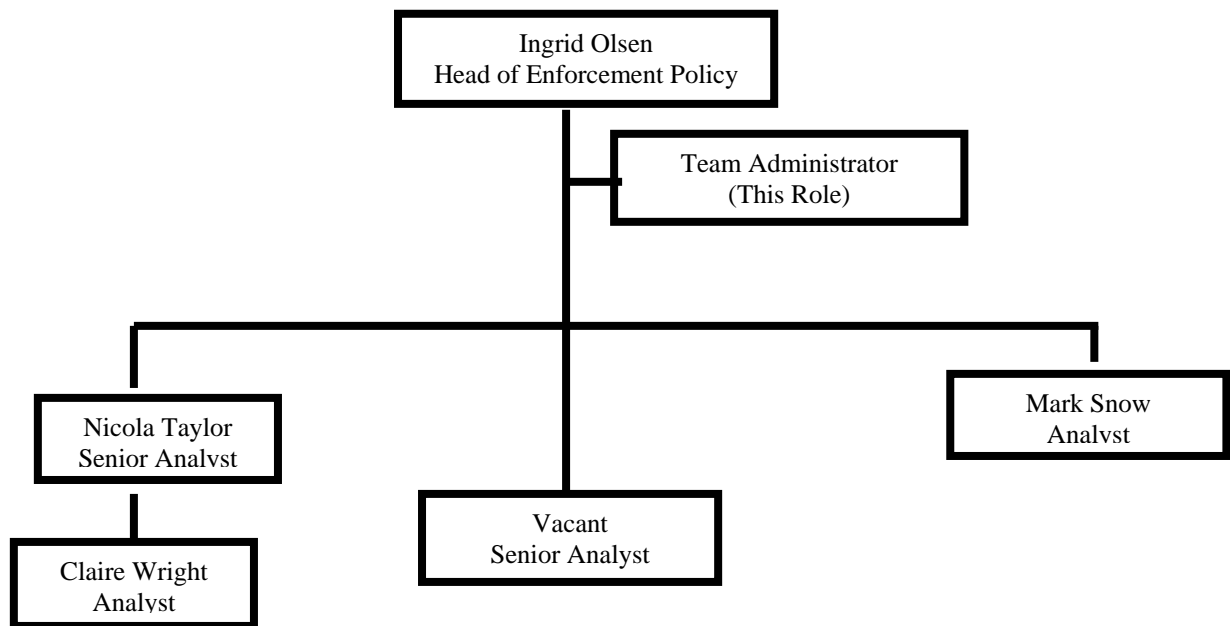 Ingrid Olsen
Head of Enforcement Policy
Team Administrator
(This Role)
Nicola Taylor
Senior Analyst
Mark Snow
Analyst
Vacant
Senior Analyst
Claire Wright
Analyst